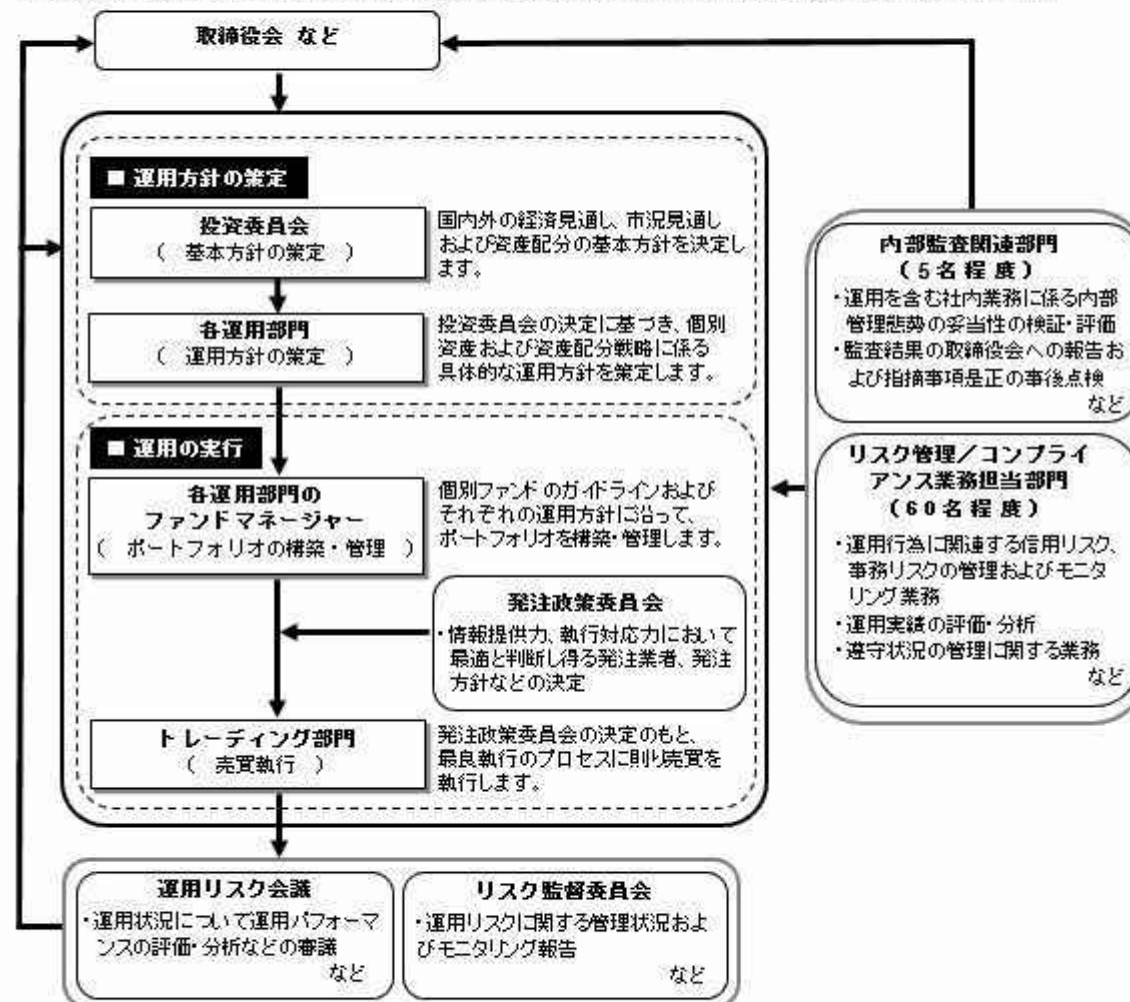 取締役会 など
■ 運用方針の策定
投資委員会
( 基本方針の策定 )
国内外の経済見通し、市況見通し
および資産配分の基本方針を決定し
ます。
各運用部門
( 運用方針の策定 )
投資委員会の決定に基づき、個別
資産および資産配分戦略に係る
具体的な運用方針を策定します。
■ 運用の実行
各運用部門の
ファンドマネージャー
( ポートフォリオの構築・管理 )
個別ファンドのガイドラインおよび
それぞれの運用方針に沿って、
ポートフォリオを構築・管理します。
発注政策委員会
・情報提供力、執行対応力において
最適と判断し得る発注業者、発注
方針などの決定
トレーディング部門
( 売買執行 )
発注政策委員会の決定のもと、
最良執行のプロセスに則り売買を
執行します。
内部監査関連部門
(5名程度)
・運用を含む社内業務に係る内部
管理態勢の妥当性の検証・評価
・監査結果の取締役会への報告お
よび指摘事項是正の事後点検
など
リスク管理/コンプライ
アンス業務担当部門
(60名程度)
・運用行為に関連する信用リスク、
事務リスクの管理およびモニタ
リング業務
・運用実績の評価・分析
・遵守状況の管理に関する業務
など
運用リスク会議
・運用状況について運用パフォーマ
ンスの評価・分析などの審議
など
リスク監督委員会
・運用リスクに関する管理状況およ
びモニタリング報告
など